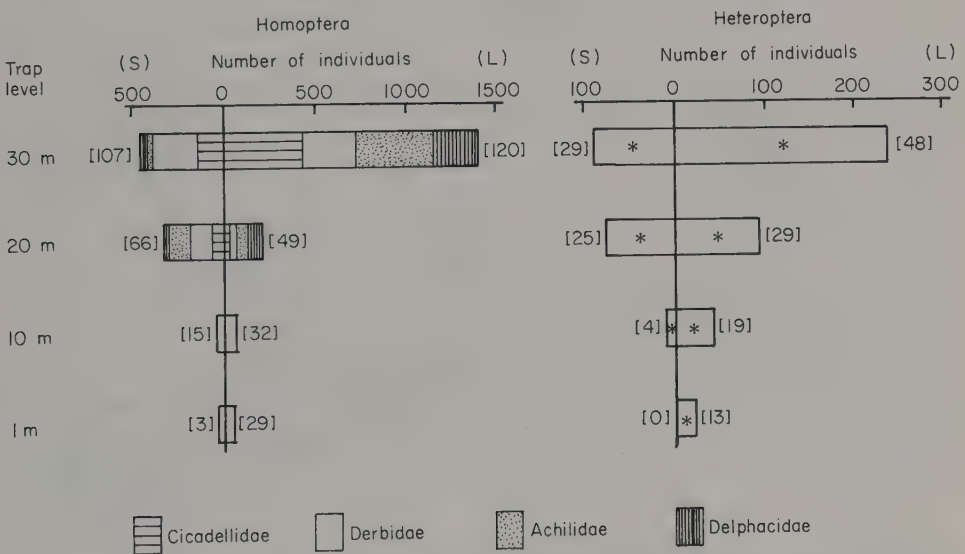 Homoptera
Heteroptera
Trap level
(S) Number of individuals (L)
500 0 500 1000 1500
(S) Number of individuals (L)
100 0 100 200 300
30 m [107] [120] [29] * * [48]
20 m [66] [49] [25] * * [29]
10 m [15] [32] [4] * * [19]
1 m [3] [29] [0] * [13]
Cicadellidae Derbidae Achilidae Delphacidae